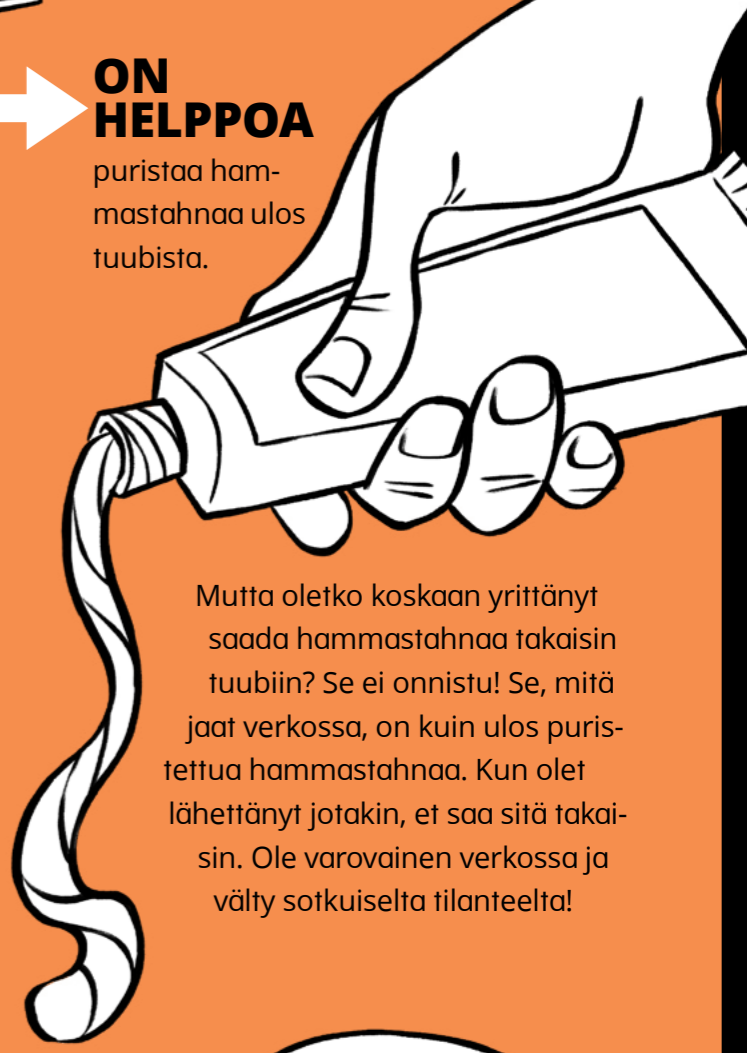 ON
HELPPOA
puristaa ham-
mastahnaa ulos
tuubista.
Mutta oletko koskaan yrittänyt
saada hammastahnaa takaisin
tuubiin? Se ei onnistu! Se, mitä
jaat verkossa, on kuin ulos puris-
tettua hammastahnaa. Kun olet
lähettänyt jotakin, et saa sitä takai-
sin. Ole varovainen verkossa ja
välty sotkuiselta tilanteelta!